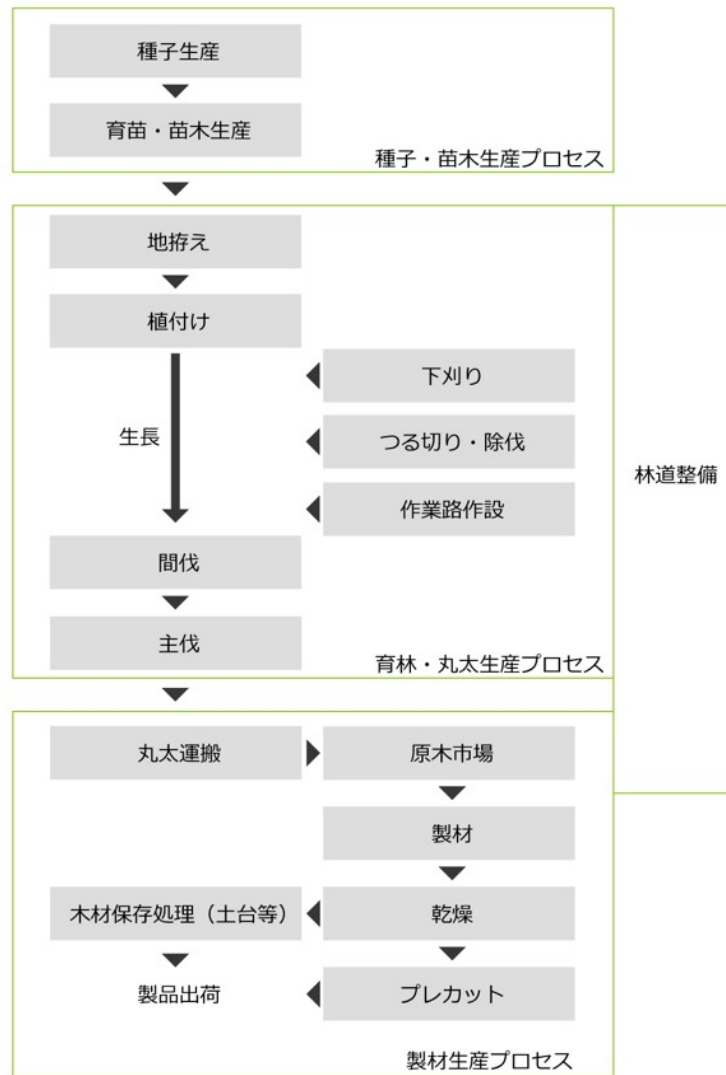 種子生産
育苗・苗木生産
種子・苗木生産プロセス
地拵え
植付け
下刈り
生長
つる切り・除伐
作業路作設
林道整備
間伐
主伐
育林・丸太生産プロセス
丸太運搬
原木市場
製材
木材保存処理（土台等）
乾燥
製品出荷
プレカット
製材生産プロセス